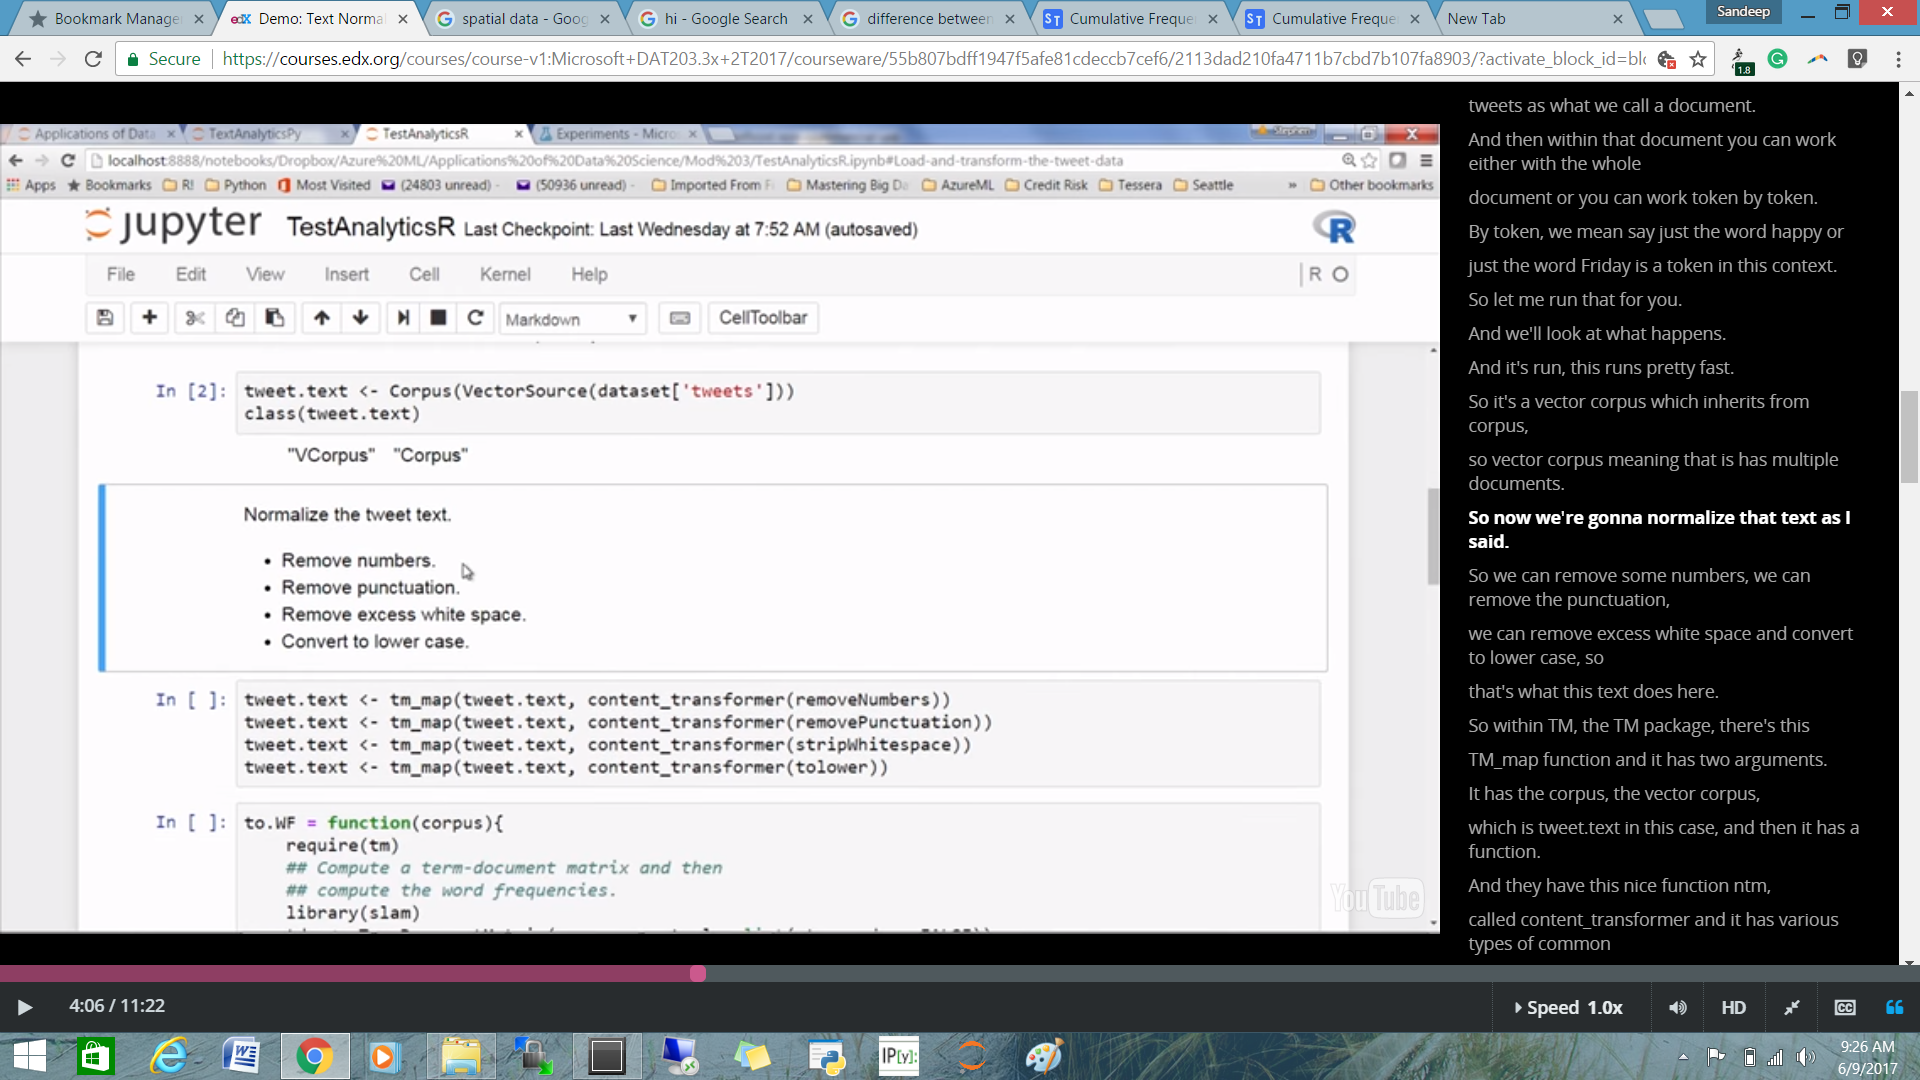 Bookmark Manage
edX Demo: Text Normal
spatial data - Goog
hi - Google Search
difference between
ST Cumulative Freque
ST Cumulative Freque
New Tab
Sandeep
Secure
https://courses.edx.org/courses/course-v1:Microsoft+DAT203.3x+2T2017/courseware/55b807bdff1947f5afe81cdeccb7cef6/2113dad210fa4711b7cbd7b107fa8903/?activate_block_id=blo
1.8
Applications of Data
TextAnalyticsPy
TestAnalyticsR
Experiments - Micro
Stephen
localhost:8888/notebooks/Dropbox/Azure%20ML/Applications%20of%20Data%20Science/Mod%203/TestAnalyticsR.ipynb#Load-and-transform-the-tweet-data
Apps
Bookmarks
R!
Python
Most Visited
(24803 unread) -
(50936 unread) -
Imported From F
Mastering Big Da
AzureML
Credit Risk
Tessera
Seattle
»
Other bookmarks
jupyter TestAnalyticsR Last Checkpoint: Last Wednesday at 7:52 AM (autosaved)
R
File Edit View Insert Cell Kernel Help
R
Markdown
CellToolbar
In [2]: tweet.text <- Corpus(VectorSource(dataset['tweets']))
class(tweet.text)
"VCorpus" "Corpus"
Normalize the tweet text.
• Remove numbers.
• Remove punctuation.
• Remove excess white space.
• Convert to lower case.
In [ ]: tweet.text <- tm_map(tweet.text, content_transformer(removeNumbers))
tweet.text <- tm_map(tweet.text, content_transformer(removePunctuation))
tweet.text <- tm_map(tweet.text, content_transformer(stripWhitespace))
tweet.text <- tm_map(tweet.text, content_transformer(tolower))
In [ ]: to.WF = function(corpus){
require(tm)
## Compute a term-document matrix and then
## compute the word frequencies.
library(slam)
YouTube
tweets as what we call a document.
And then within that document you can work
either with the whole
document or you can work token by token.
By token, we mean say just the word happy or
just the word Friday is a token in this context.
So let me run that for you.
And we'll look at what happens.
And it's run, this runs pretty fast.
So it's a vector corpus which inherits from
corpus,
so vector corpus meaning that is has multiple
documents.
So now we're gonna normalize that text as I
said.
So we can remove some numbers, we can
remove the punctuation,
we can remove excess white space and convert
to lower case, so
that's what this text does here.
So within TM, the TM package, there's this
TM_map function and it has two arguments.
It has the corpus, the vector corpus,
which is tweet.text in this case, and then it has a
function.
And they have this nice function ntm,
called content_transformer and it has various
types of common
4:06 / 11:22
Speed 1.0x
HD
CC
IP[y]:
9:26 AM
6/9/2017